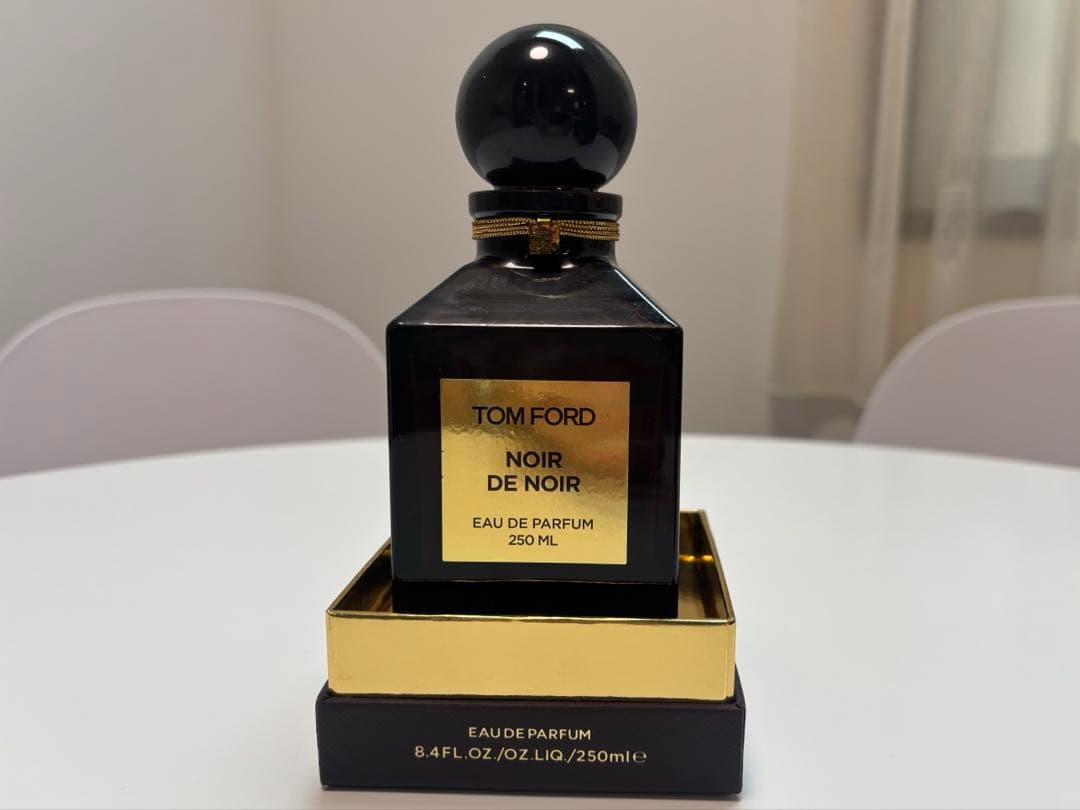 TOM FORD
NOIR
DE NOIR
EAU DE PARFUM
250 ML
EAU DE PARFUM
8.4FL.OZ./OZ.LIQ./250ml℮